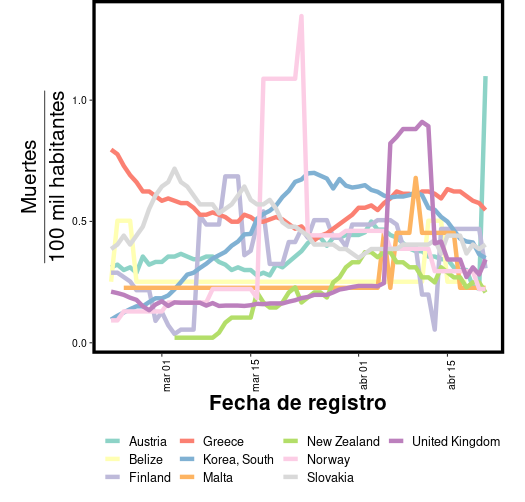 Muertes
100 mil habitantes
1.0
0.5
0.0
mar 01
mar 15
abr 01
abr 15
Fecha de registro
Austria
Greece
New Zealand
United Kingdom
Belize
Korea, South
Norway
Finland
Malta
Slovakia